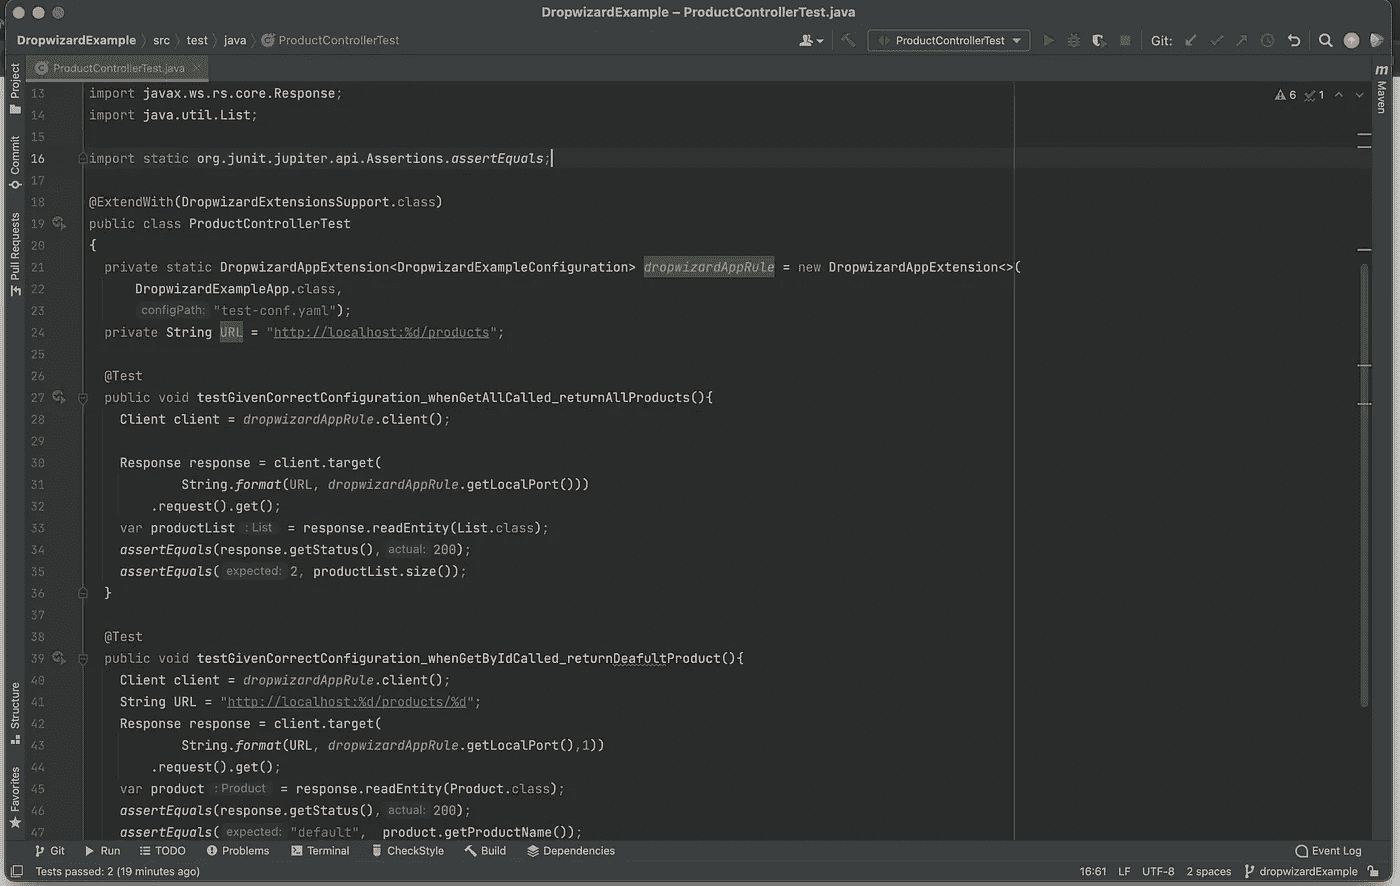 DropwizardExample – ProductControllerTest.java
DropwizardExample src test java ProductControllerTest
ProductControllerTest
Git:
ProductControllerTest.java
Project
Commit
Pull Requests
Structure
Favorites
Maven
6 1
13 import javax.ws.rs.core.Response;
14 import java.util.List;
15
16 import static org.junit.jupiter.api.Assertions.assertEquals;
17
18 @ExtendWith(DropwizardExtensionsSupport.class)
19 public class ProductControllerTest
20 {
21 private static DropwizardAppExtension<DropwizardExampleConfiguration> dropwizardAppRule = new DropwizardAppExtension<>(
22 DropwizardExampleApp.class,
23 configPath: "test-conf.yaml");
24 private String URL = "http://localhost:%d/products";
25
26 @Test
27 public void testGivenCorrectConfiguration_whenGetAllCalled_returnAllProducts(){
28 Client client = dropwizardAppRule.client();
29
30 Response response = client.target(
31 String.format(URL, dropwizardAppRule.getLocalPort()))
32 .request().get();
33 var productList : List = response.readEntity(List.class);
34 assertEquals(response.getStatus(), actual: 200);
35 assertEquals( expected: 2, productList.size());
36 }
37
38 @Test
39 public void testGivenCorrectConfiguration_whenGetByIdCalled_returnDeafultProduct(){
40 Client client = dropwizardAppRule.client();
41 String URL = "http://localhost:%d/products/%d";
42 Response response = client.target(
43 String.format(URL, dropwizardAppRule.getLocalPort(),1))
44 .request().get();
45 var product : Product = response.readEntity(Product.class);
46 assertEquals(response.getStatus(), actual: 200);
47 assertEquals( expected: "default", product.getProductName());
Git Run TODO Problems Terminal CheckStyle Build Dependencies Event Log
Tests passed: 2 (19 minutes ago) 16:61 LF UTF-8 2 spaces dropwizardExample